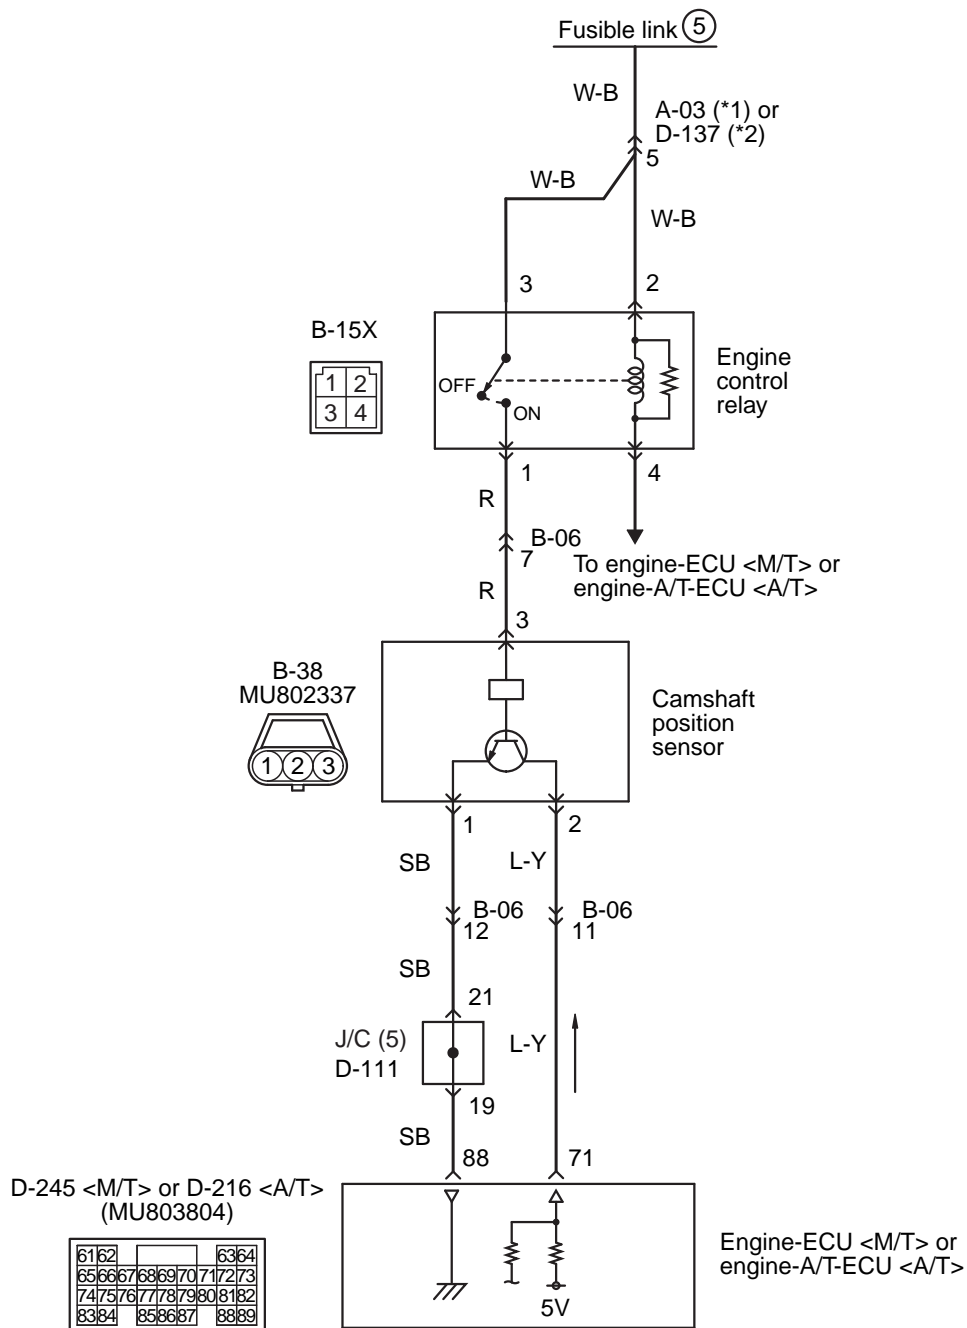 Fusible link 5
W-B
A-03 (*1) or
D-137 (*2)
5
W-B
W-B
3
2
B-15X
1 2
3 4
OFF
ON
Engine
control
relay
1
4
R
B-06
7
To engine-ECU <M/T> or
engine-A/T-ECU <A/T>
R
3
B-38
MU802337
1 2 3
Camshaft
position
sensor
1
2
SB
L-Y
B-06
12
B-06
11
SB
21
J/C (5)
D-111
L-Y
19
SB
88
71
D-245 <M/T> or D-216 <A/T>
(MU803804)
61 62 63 64
65 66 67 68 69 70 71 72 73
74 75 76 77 78 79 80 81 82
83 84 85 86 87 88 89
5V
Engine-ECU <M/T> or
engine-A/T-ECU <A/T>